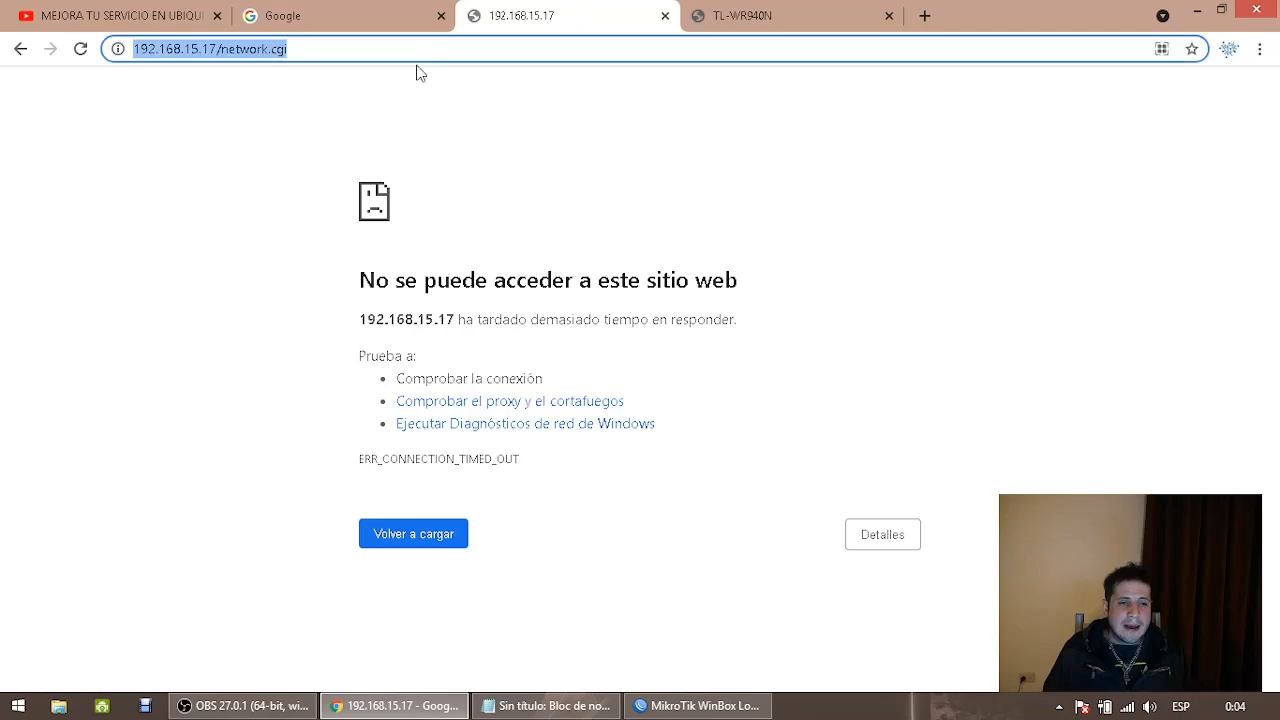 MEJORA TU SERVICIO EN UBIQUI
Google
192.168.15.17
TL-WR940N
192.168.15.17/network.cgi
No se puede acceder a este sitio web
192.168.15.17 ha tardado demasiado tiempo en responder.
Prueba a:
Comprobar la conexión
Comprobar el proxy y el cortafuegos
Ejecutar Diagnósticos de red de Windows
ERR_CONNECTION_TIMED_OUT
Volver a cargar
Detalles
OBS 27.0.1 (64-bit, wi...
192.168.15.17 - Goog...
Sin título: Bloc de no...
MikroTik WinBox Lo...
ESP
0:04